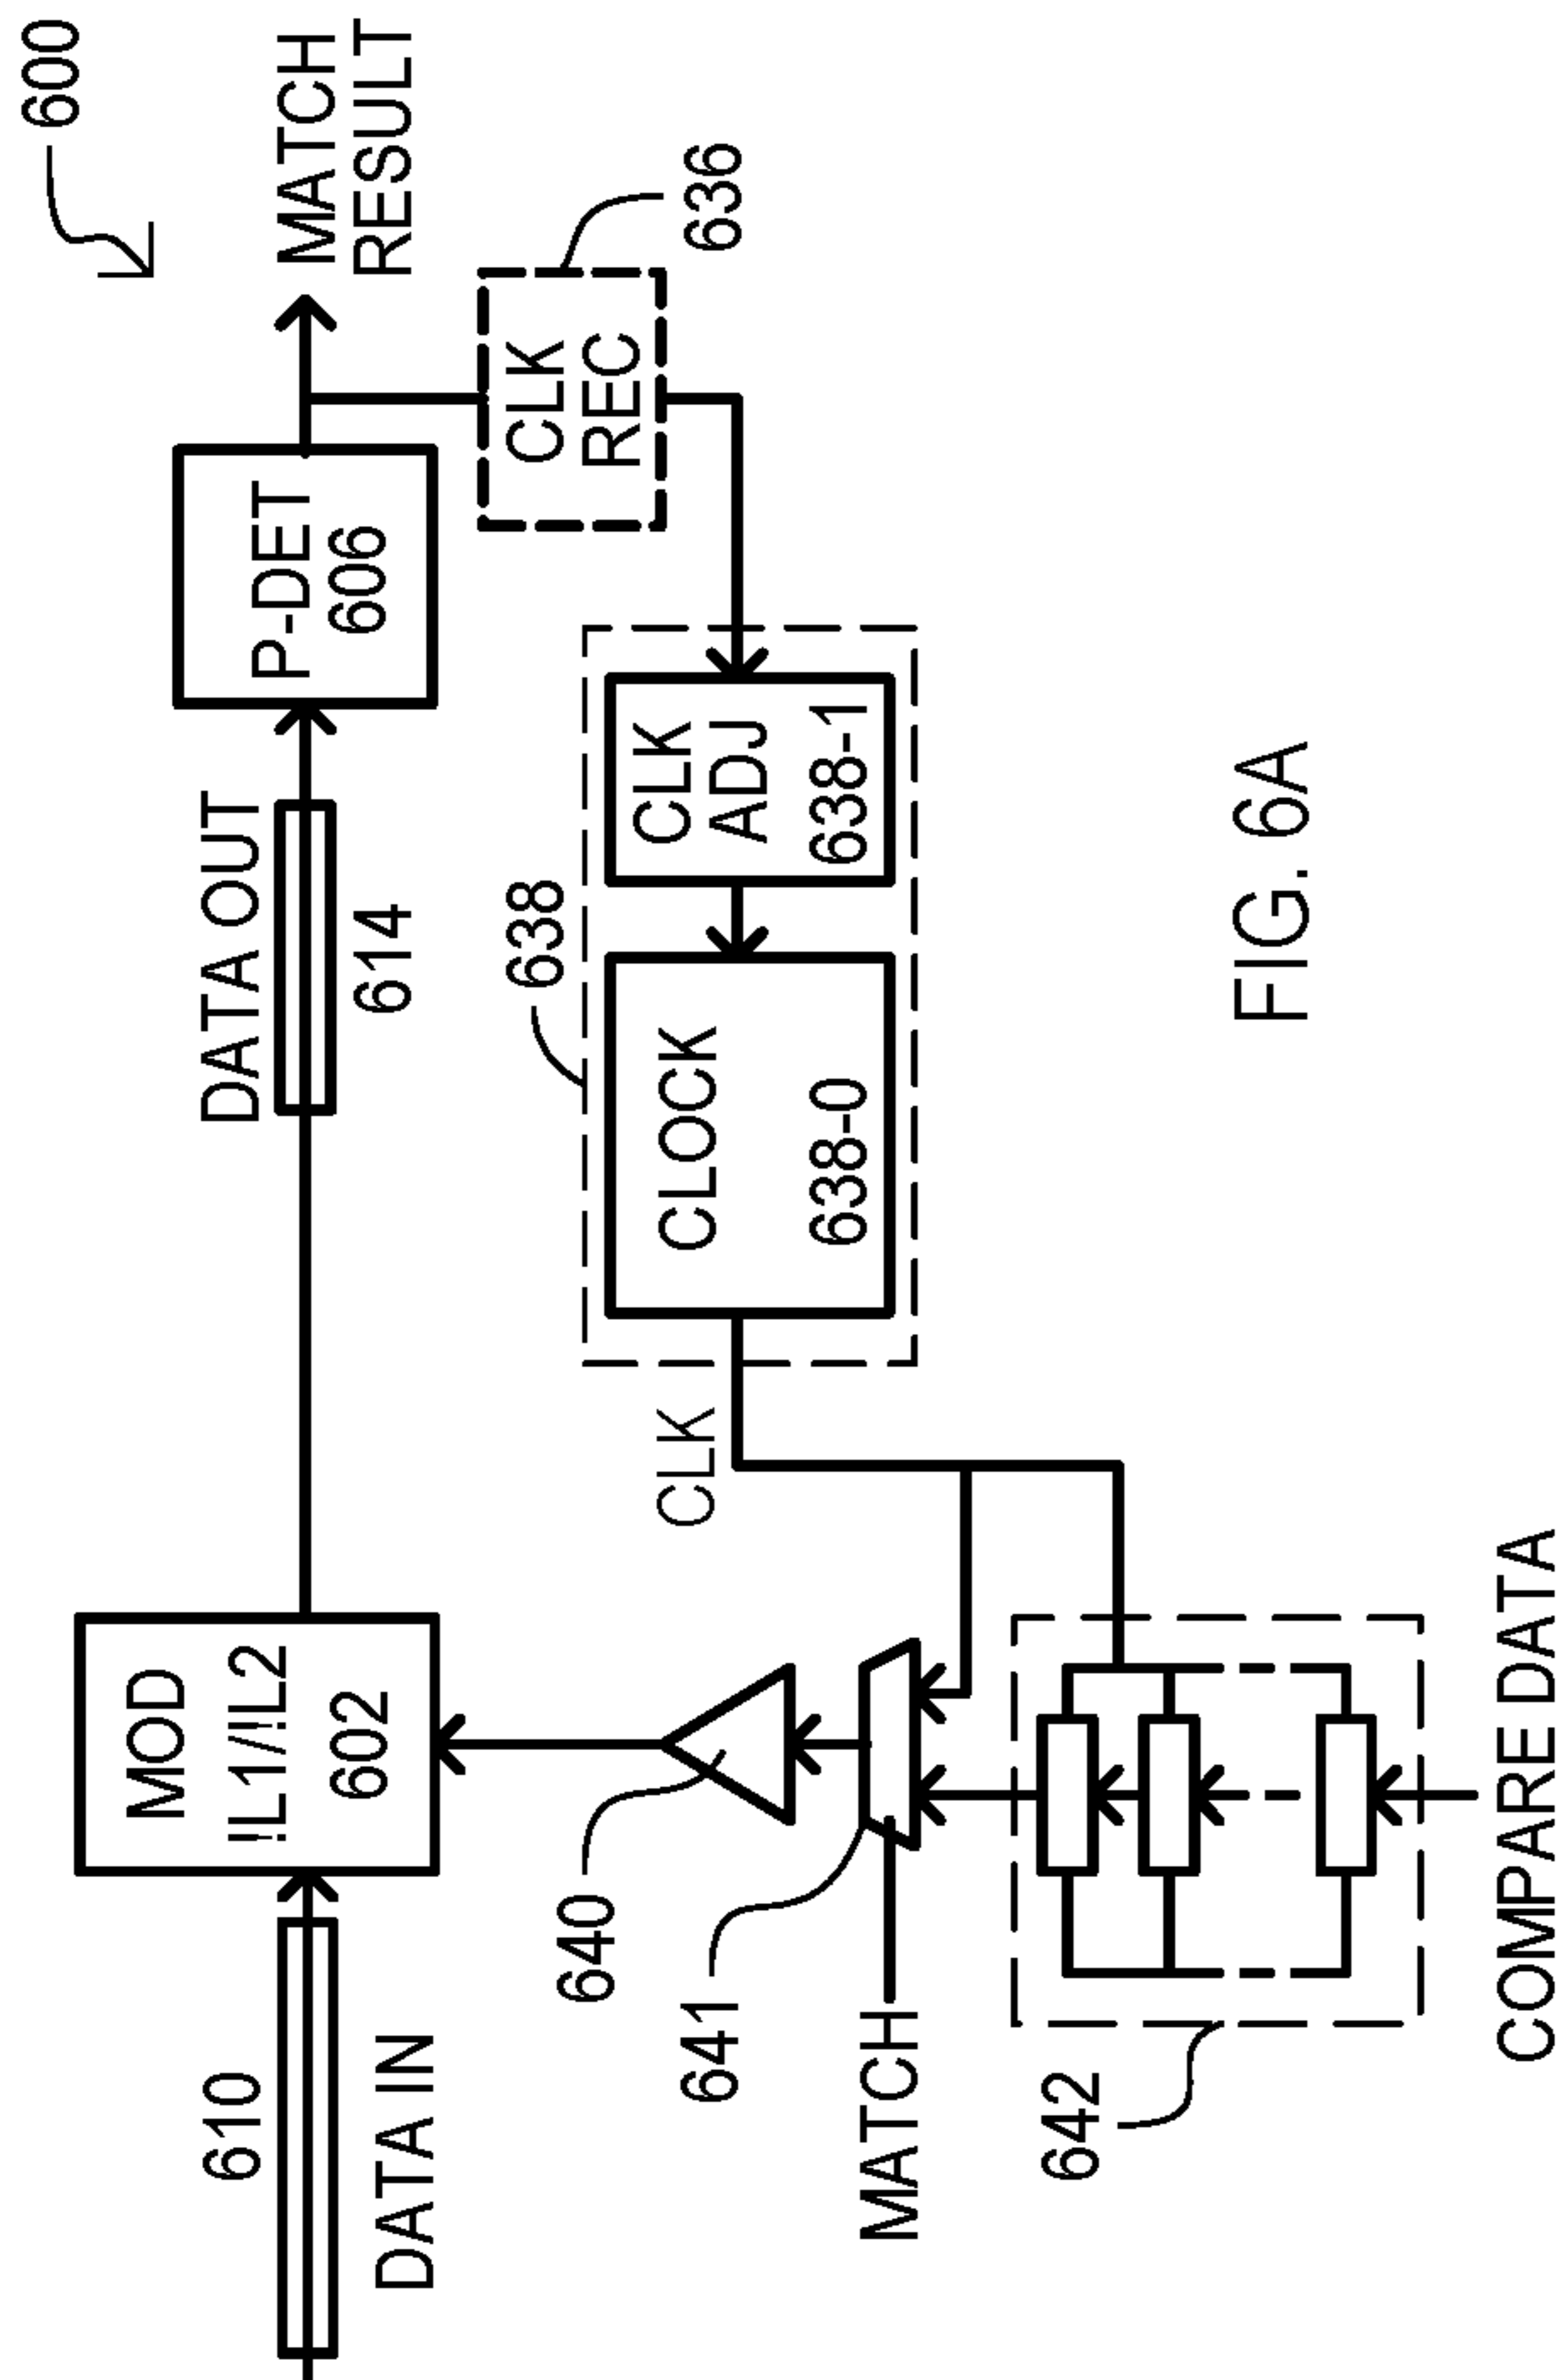 600
MATCH
RESULT
P-DET
606
636
CLK
REC
DATA OUT
614
638
CLK
ADJ
638-1
CLOCK
638-0
CLK
MOD
!L1/!L2
602
610
DATA IN
640
641
MATCH
642
COMPARE DATA
FIG. 6A